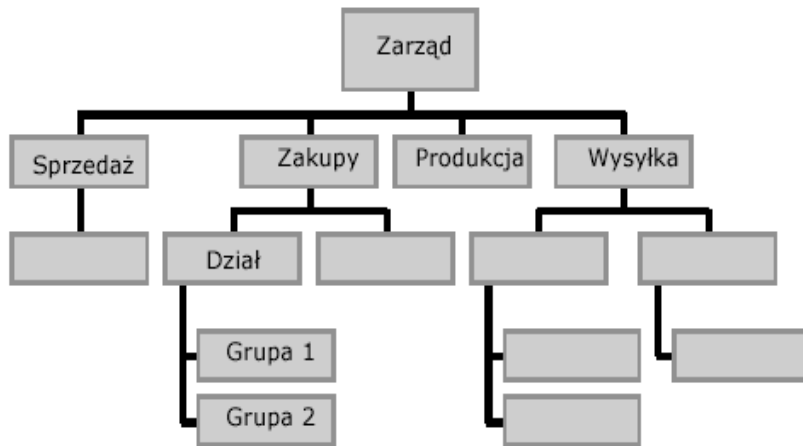 Zarząd
Sprzedaż
Zakupy
Produkcja
Wysyłka
Dział
Grupa 1
Grupa 2